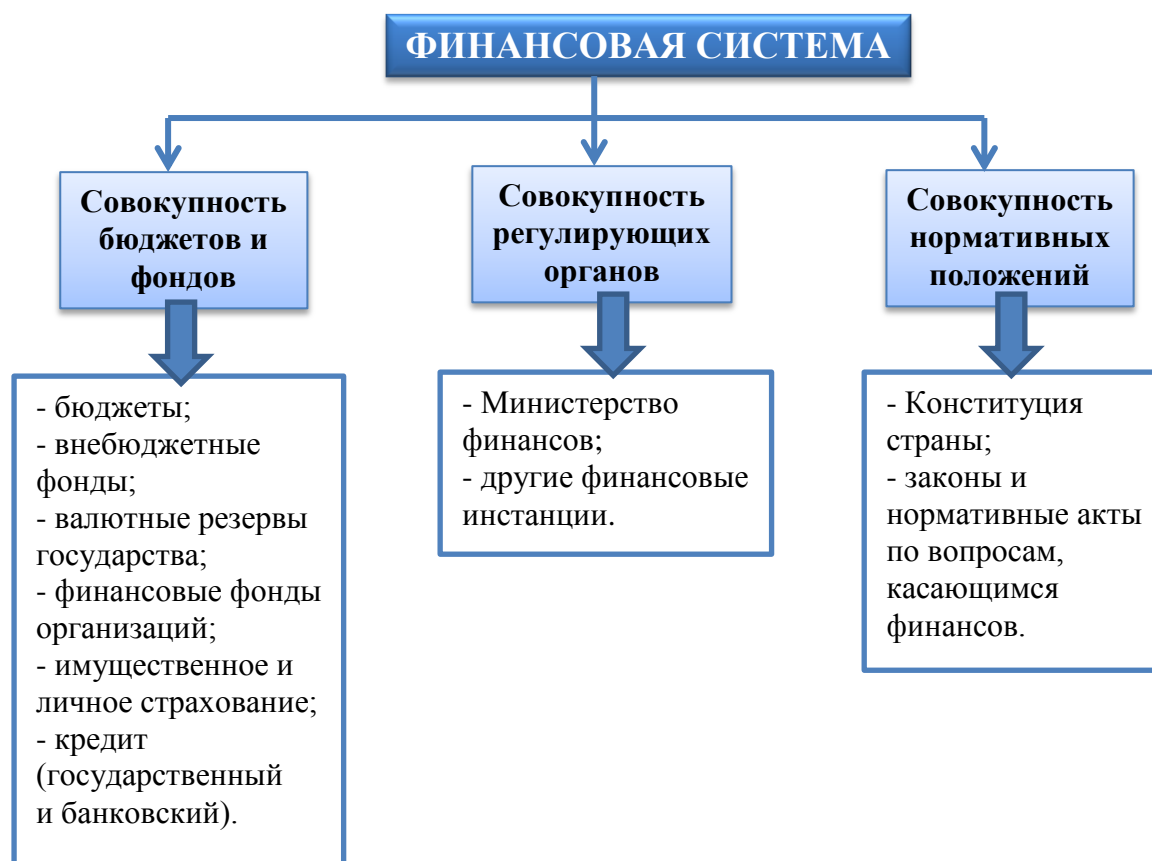 ФИНАНСОВАЯ СИСТЕМА
Совокупность
бюджетов и
фондов
Совокупность
регулирующих
органов
Совокупность
нормативных
положений
- бюджеты;
- внебюджетные
фонды;
- валютные резервы
государства;
- финансовые фонды
организаций;
- имущественное и
личное страхование;
- кредит
(государственный
и банковский).
- Министерство
финансов;
- другие финансовые
инстанции.
- Конституция
страны;
- законы и
нормативные акты
по вопросам,
касающимся
финансов.